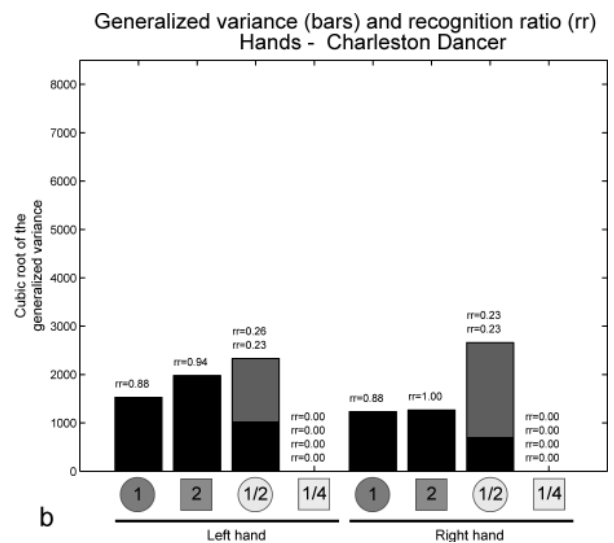 Generalized variance (bars) and recognition ratio (rr)
Hands - Charleston Dancer
Cubic root of the
generalized variance
8000
7000
6000
5000
4000
3000
2000
1000
0
rr=0.88
rr=0.94
rr=0.26
rr=0.23
rr=0.00
rr=0.00
rr=0.00
rr=0.00
rr=0.88
rr=1.00
rr=0.23
rr=0.23
rr=0.00
rr=0.00
rr=0.00
rr=0.00
1 2 1/2 1/4 1 2 1/2 1/4
b
Left hand Right hand